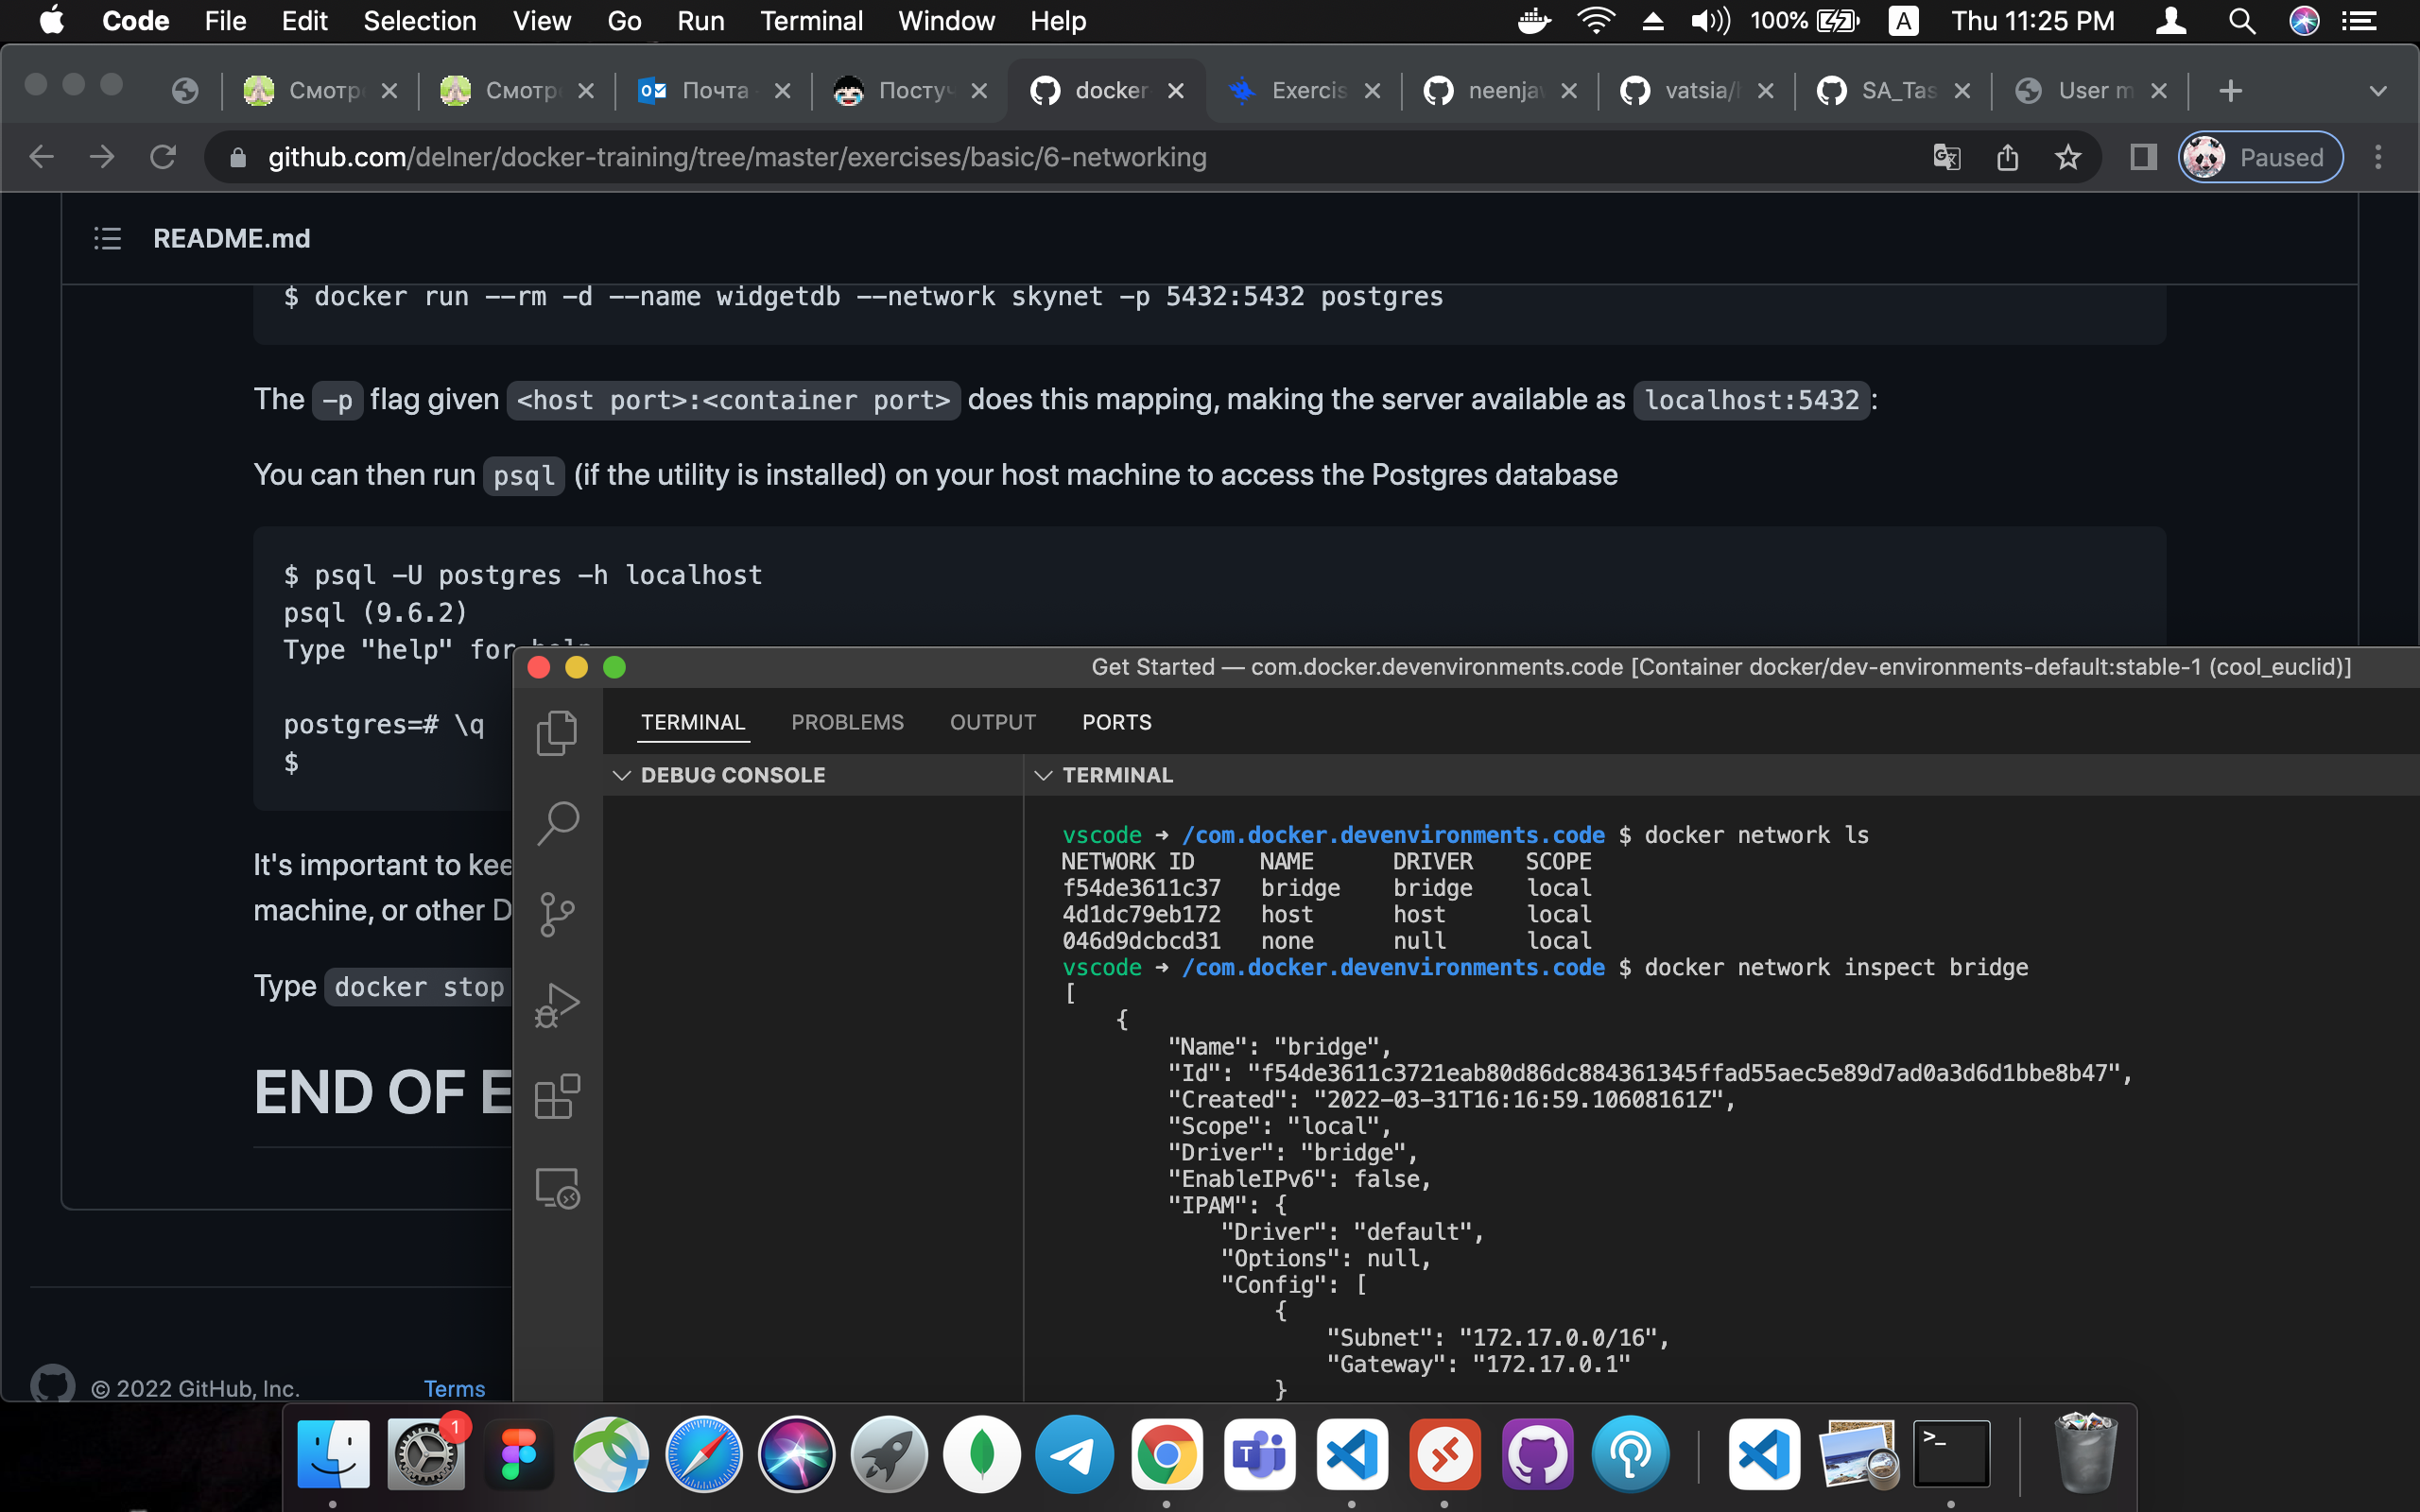 Code File Edit Selection View Go Run Terminal Window Help 100% A Thu 11:25 PM
Смотр Смотр Почта Постуч docker Exercis neenja vatsia/ SA_Tas User m
github.com/delner/docker-training/tree/master/exercises/basic/6-networking Paused
README.md
$ docker run --rm -d --name widgetdb --network skynet -p 5432:5432 postgres
The -p flag given <host port>:<container port> does this mapping, making the server available as localhost:5432 :
You can then run psql (if the utility is installed) on your host machine to access the Postgres database
$ psql -U postgres -h localhost
psql (9.6.2)
Type "help" for help
postgres=# \q
$
It's important to kee
machine, or other D
Type docker stop
END OF E
© 2022 GitHub, Inc. Terms
Get Started — com.docker.devenvironments.code [Container docker/dev-environments-default:stable-1 (cool_euclid)]
TERMINAL PROBLEMS OUTPUT PORTS
DEBUG CONSOLE
TERMINAL
vscode ➜ /com.docker.devenvironments.code $ docker network ls
NETWORK ID NAME DRIVER SCOPE
f54de3611c37 bridge bridge local
4d1dc79eb172 host host local
046d9dcbcd31 none null local
vscode ➜ /com.docker.devenvironments.code $ docker network inspect bridge
[
{
"Name": "bridge",
"Id": "f54de3611c3721eab80d86dc884361345ffad55aec5e89d7ad0a3d6d1bbe8b47",
"Created": "2022-03-31T16:16:59.10608161Z",
"Scope": "local",
"Driver": "bridge",
"EnableIPv6": false,
"IPAM": {
"Driver": "default",
"Options": null,
"Config": [
{
"Subnet": "172.17.0.0/16",
"Gateway": "172.17.0.1"
}
1